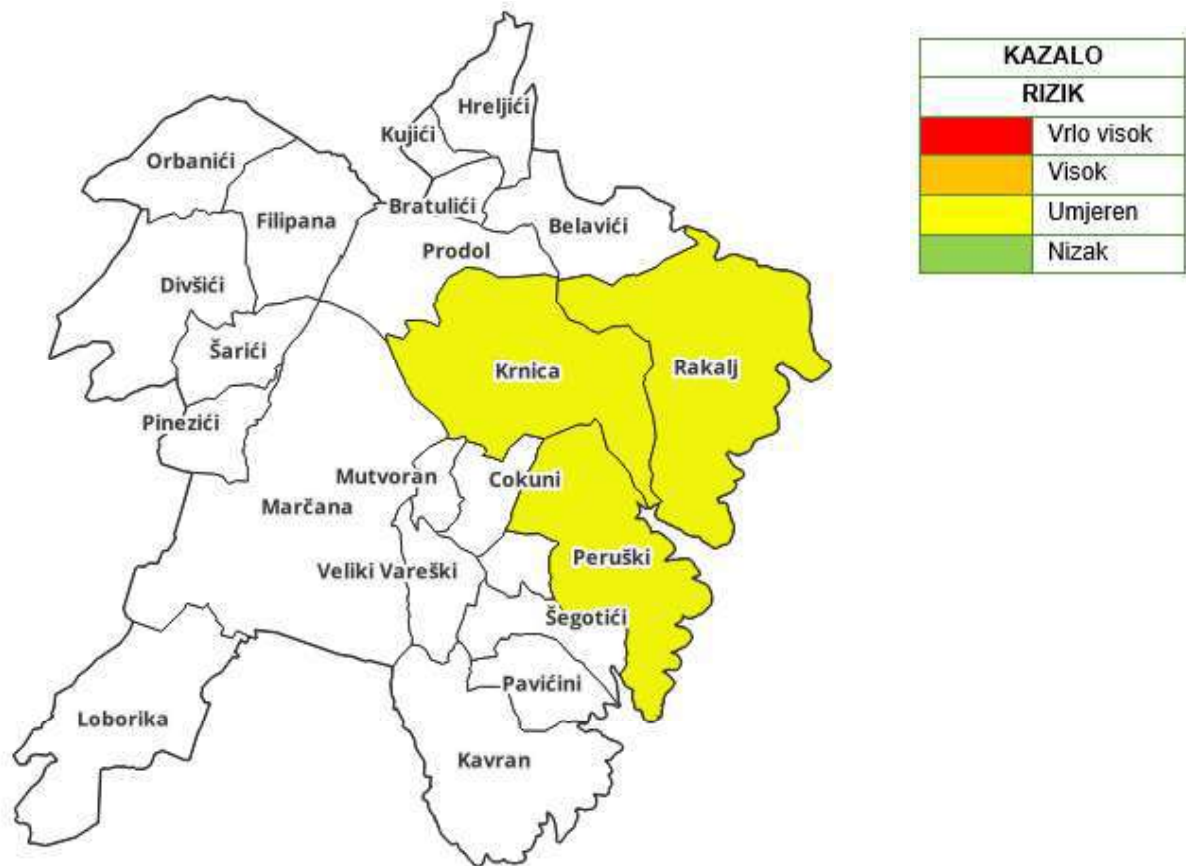 KAZALO
RIZIK
Vrlo visok
Visok
Umjeren
Nizak
Hreljići
Kujići
Orbanići
Bratulići
Filipana
Belavići
Prodol
Divšići
Šarići
Krnica
Rakalj
Pinezići
Mutvoran
Cokuni
Marčana
Peruški
Veliki Vareški
Šegotići
Pavićini
Loborika
Kavran